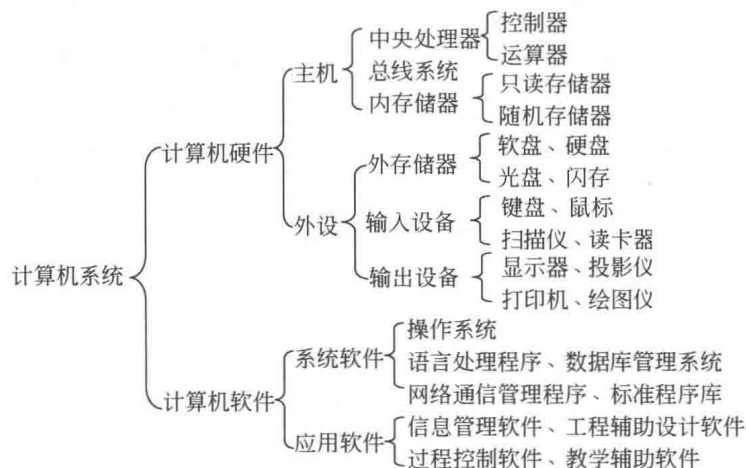 控制器
中央处理器
运算器
主机
总线系统
只读存储器
内存储器
随机存储器
计算机硬件
软盘、硬盘
外存储器
光盘、闪存
键盘、鼠标
外设
输入设备
扫描仪、读卡器
计算机系统
显示器、投影仪
输出设备
打印机、绘图仪
操作系统
系统软件
语言处理程序、数据库管理系统
网络通信管理程序、标准程序库
计算机软件
信息管理软件、工程辅助设计软件
应用软件
过程控制软件、教学辅助软件